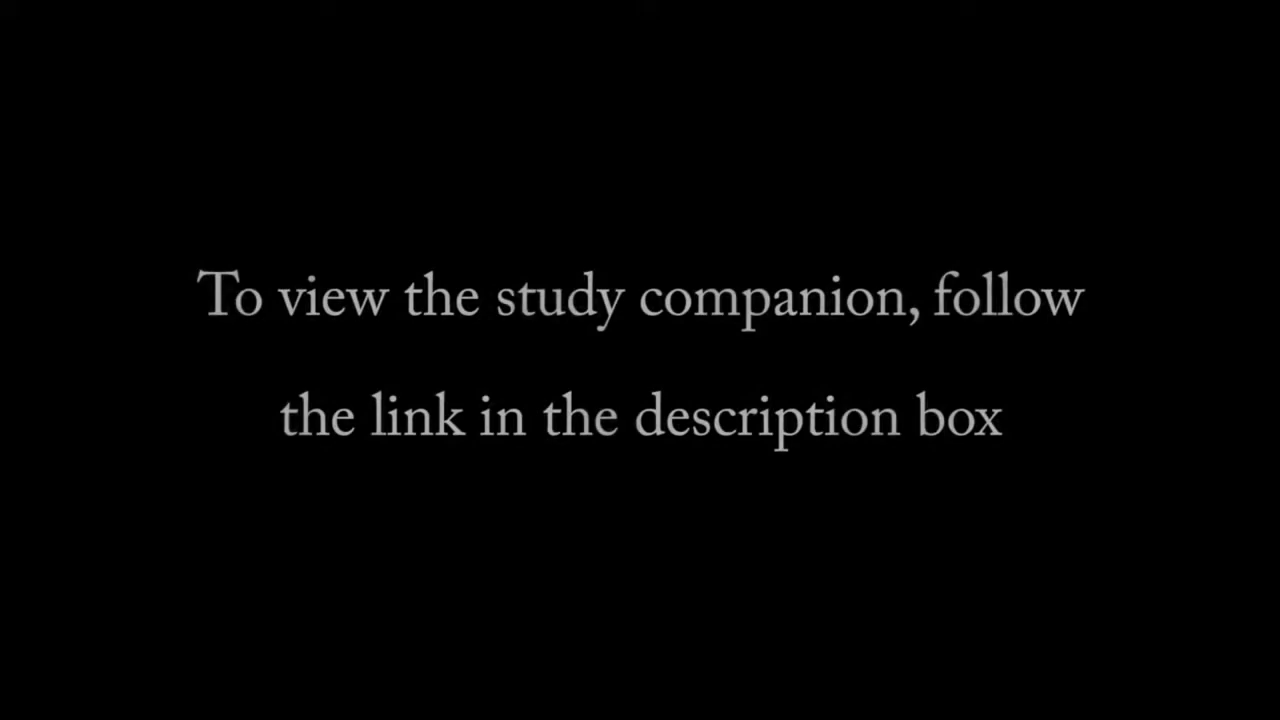 To view the study companion, follow
the link in the description box